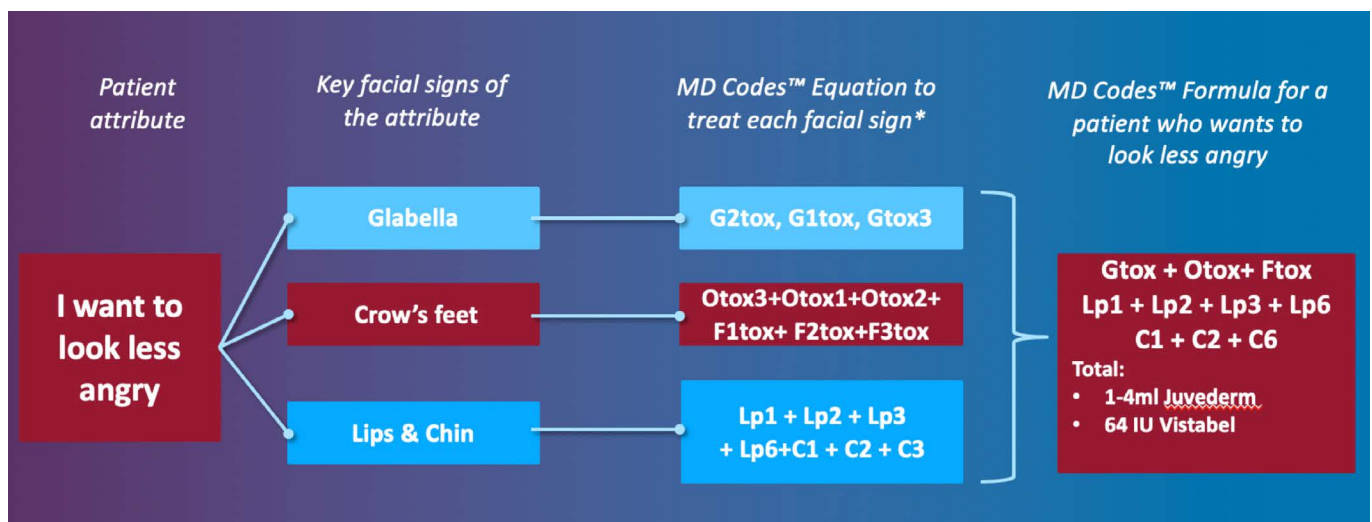 Patient
attribute
Key facial signs of
the attribute
MD Codes™ Equation to
treat each facial sign*
MD Codes™ Formula for a
patient who wants to
look less angry
I want to
look less
angry
Glabella
G2tox, G1tox, Gtox3
Crow's feet
Otox3+Otox1+Otox2+
F1tox+ F2tox+F3tox
Lips & Chin
Lp1 + Lp2 + Lp3
+ Lp6+C1 + C2 + C3
Gtox + Otox+ Ftox
Lp1 + Lp2 + Lp3 + Lp6
C1 + C2 + C6
Total:
• 1-4ml Juvederm
• 64 IU Vistabel